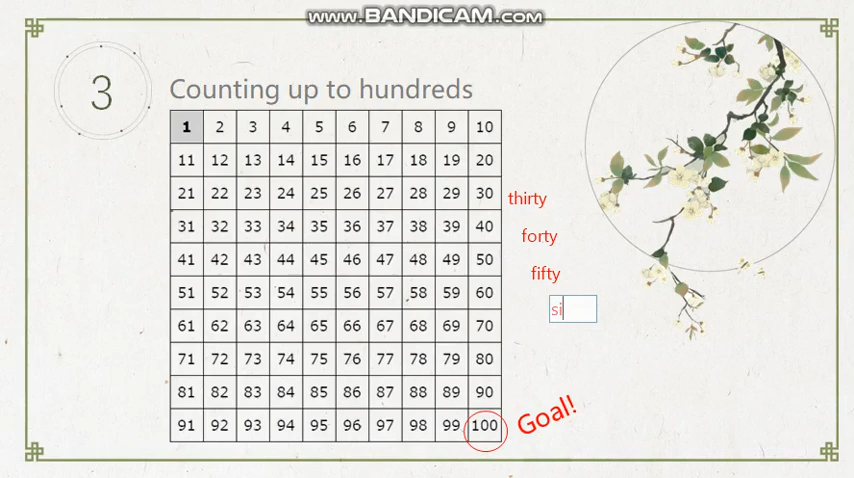 www.BANDICAM.com
3
Counting up to hundreds
1 2 3 4 5 6 7 8 9 10
11 12 13 14 15 16 17 18 19 20
21 22 23 24 25 26 27 28 29 30 thirty
31 32 33 34 35 36 37 38 39 40 forty
41 42 43 44 45 46 47 48 49 50 fifty
51 52 53 54 55 56 57 58 59 60 si
61 62 63 64 65 66 67 68 69 70
71 72 73 74 75 76 77 78 79 80
81 82 83 84 85 86 87 88 89 90
91 92 93 94 95 96 97 98 99 100 Goal!